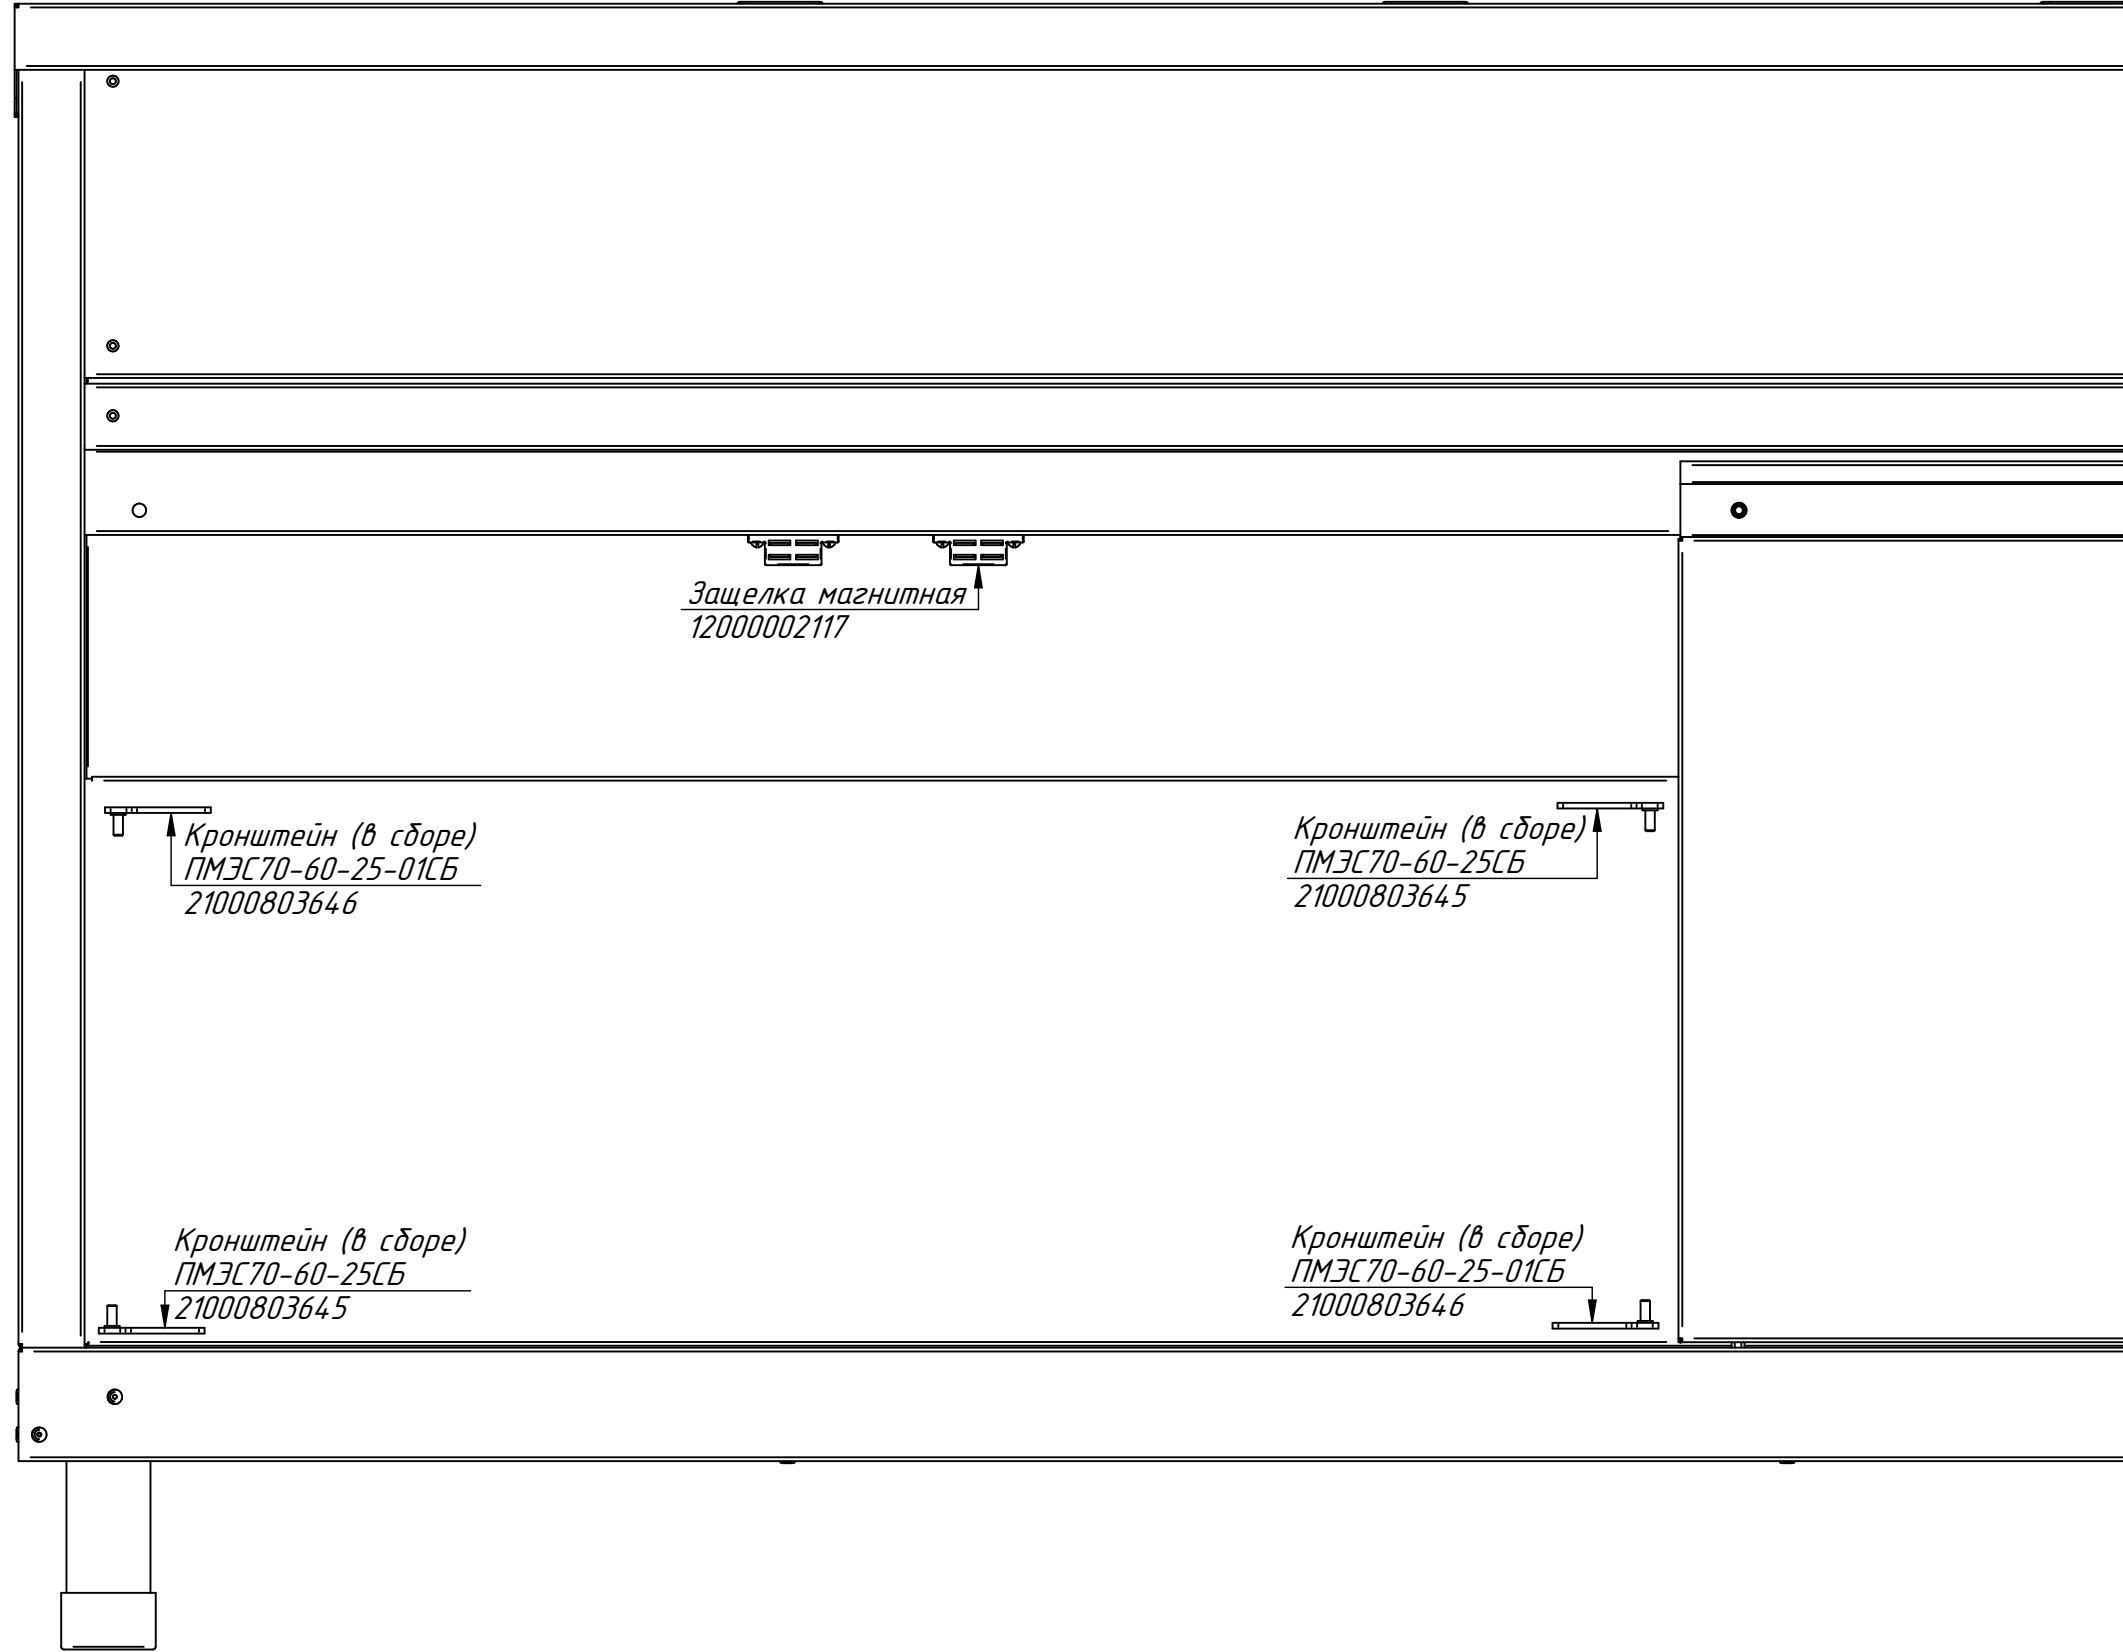 Защелка магнитная
12000002117
Кронштейн (в сборе)
ПМЭС70-60-25-01СБ
21000803646
Кронштейн (в сборе)
ПМЭС70-60-25СБ
21000803645
Кронштейн (в сборе)
ПМЭС70-60-25СБ
21000803645
Кронштейн (в сборе)
ПМЭС70-60-25-01СБ
21000803646